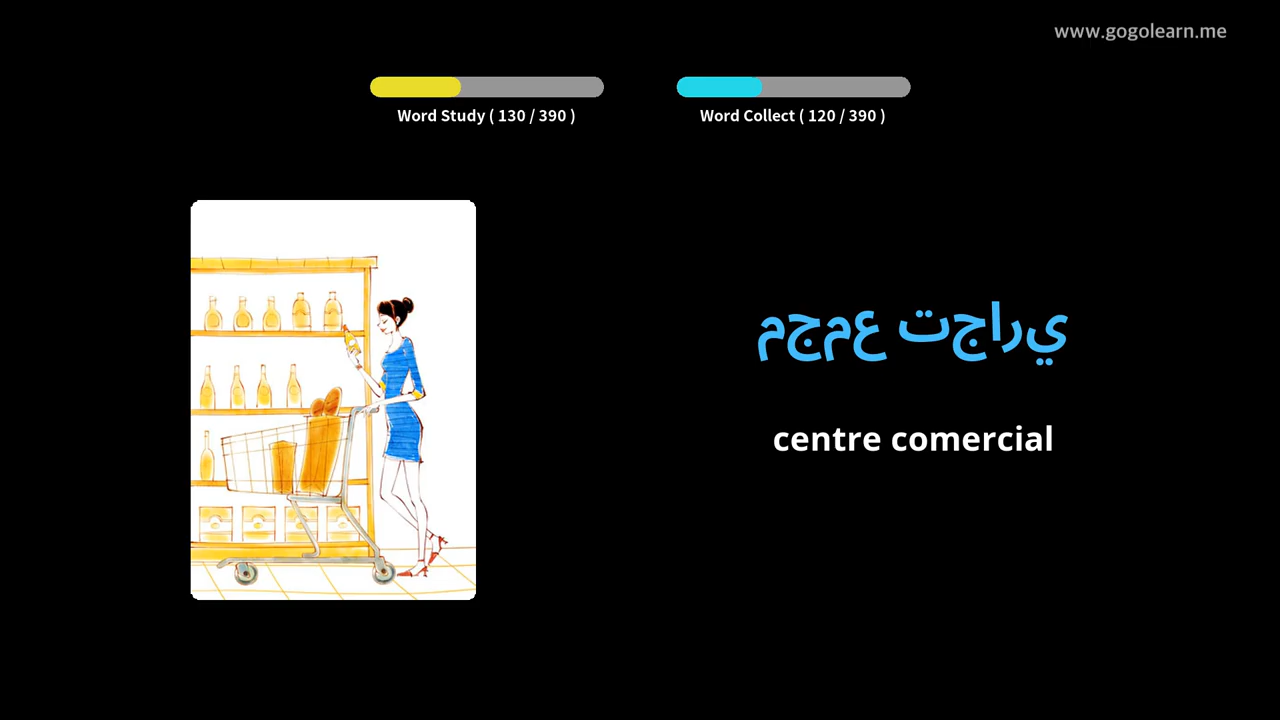 www.gogolearn.me
Word Study ( 130 / 390 )
Word Collect ( 120 / 390 )
مجمع تجاري
centre comercial